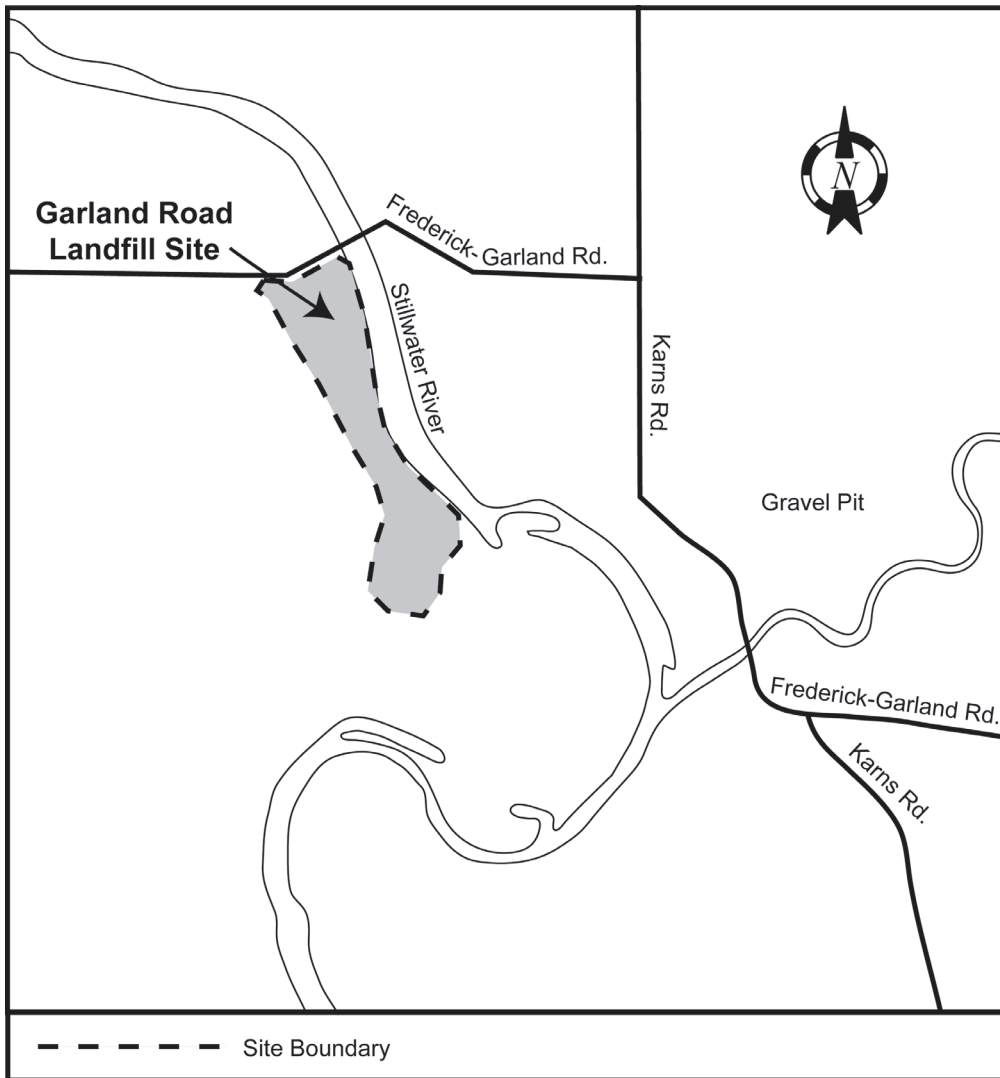 Garland Road
Landfill Site
Frederick-Garland Rd.
Stillwater River
Karns Rd.
Gravel Pit
Frederick-Garland Rd.
Karns Rd.
N
Site Boundary